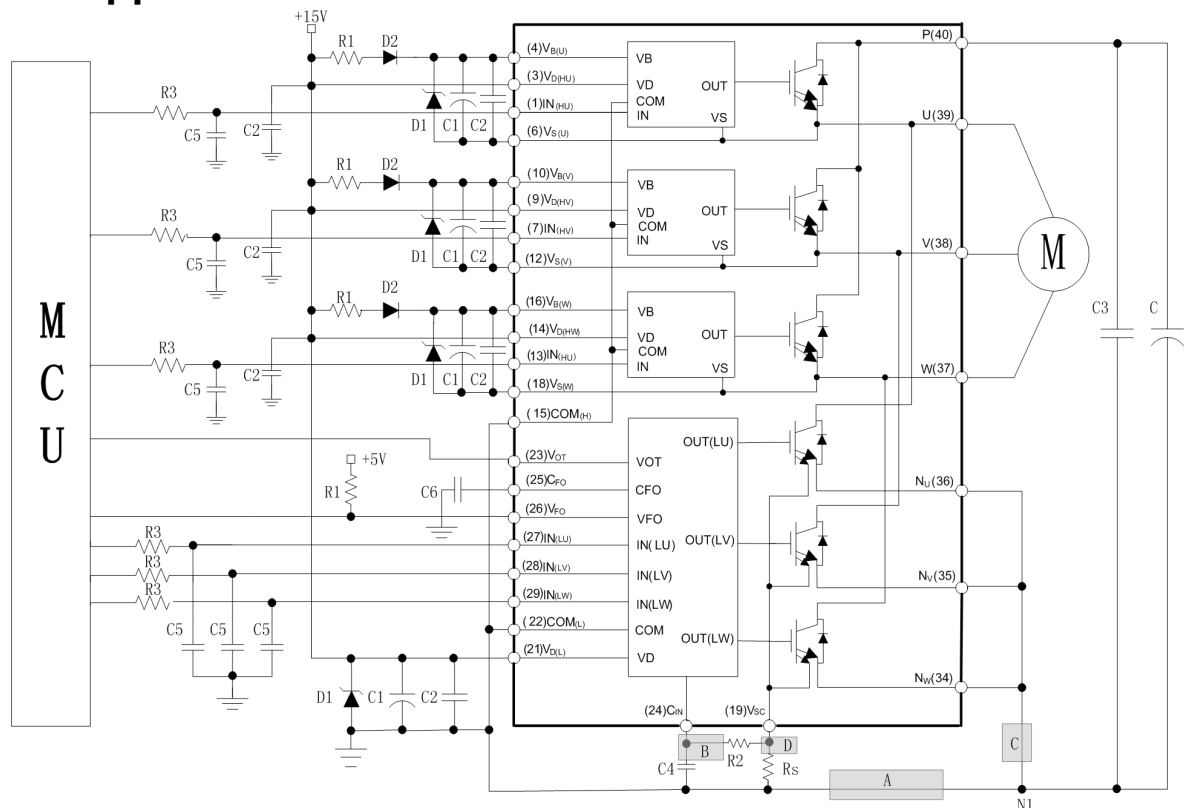 +15V
P(40)
R1
D2
(4)VB(U)
VB
(3)VD(HU)
VD
OUT
R3
COM
(1)IN(HU)
IN
C5
C2
D1
C1
C2
(6)VS(U)
VS
U(39)
R1
D2
(10)VB(V)
VB
(9)VD(HV)
VD
OUT
R3
COM
(7)IN(HV)
IN
C5
C2
D1
C1
C2
(12)VS(V)
VS
V(38)
M
R1
D2
(16)VB(W)
VB
(14)VD(HW)
VD
OUT
R3
COM
(13)IN(HU)
IN
C5
C2
D1
C1
C2
(18)VS(W)
VS
W(37)
C3
C
MCU
(15)COM(H)
OUT(LU)
(23)VOT
VOT
+5V
R1
C6
(25)CFO
CFO
NU(36)
(26)VFO
VFO
R3
(27)IN(LU)
IN(LU)
OUT(LV)
R3
(28)IN(LV)
IN(LV)
NV(35)
R3
(29)IN(LW)
IN(LW)
C5
C5
C5
(22)COM(L)
COM
OUT(LW)
(21)VD(L)
VD
NW(34)
D1
C1
C2
(24)CIN
(19)VSC
B
R2
D
C
C4
Rs
A
N1